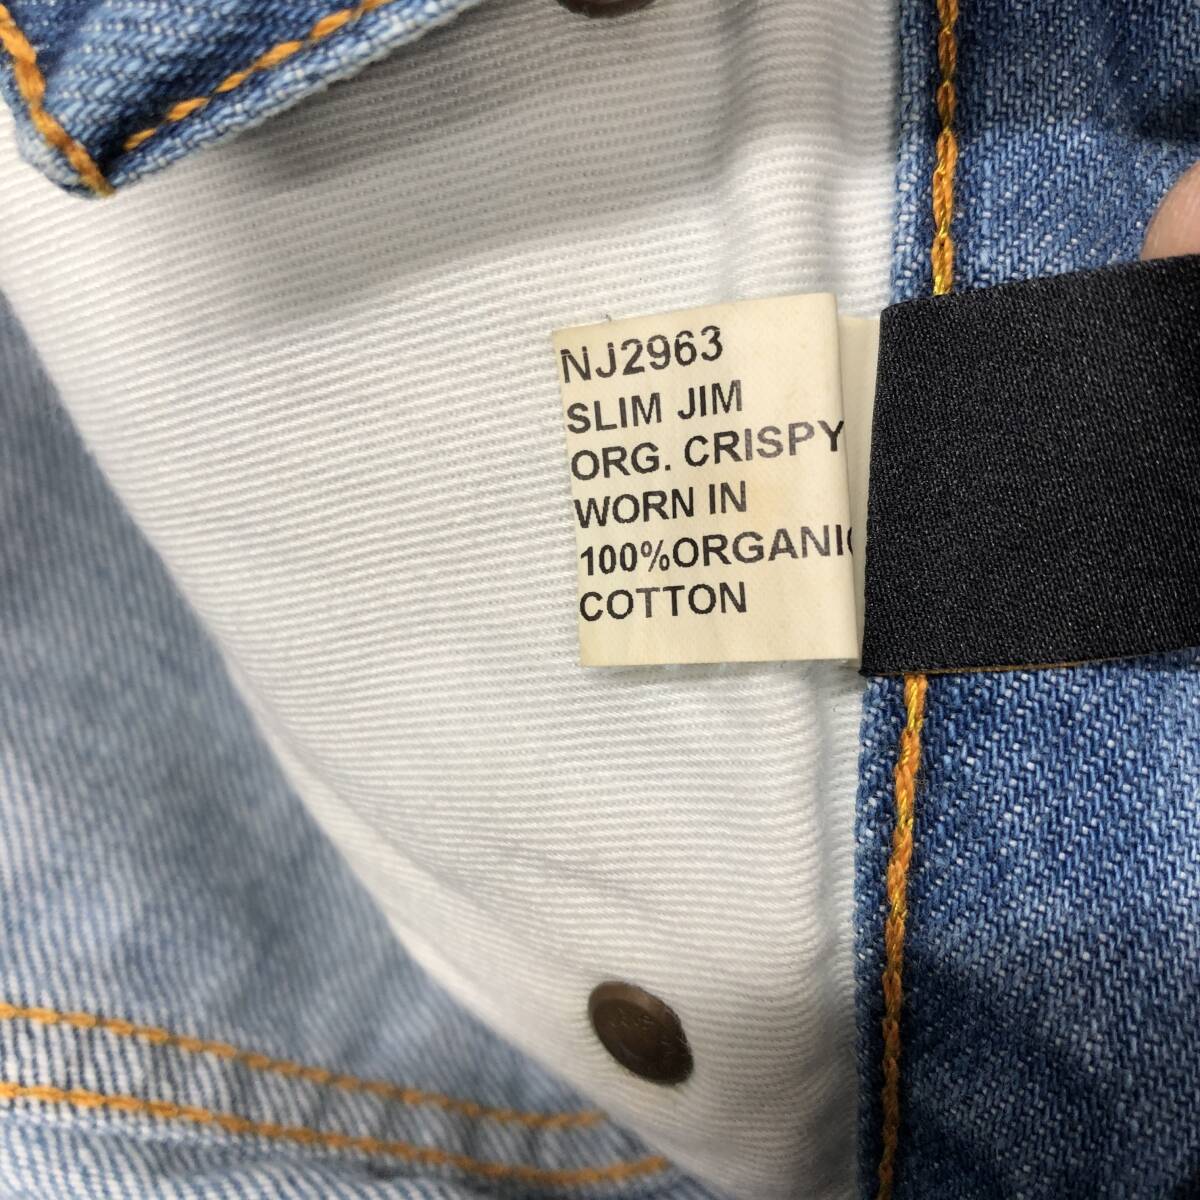 NJ2963
SLIM JIM
ORG. CRISPY
WORN IN
100%ORGANIC
COTTON